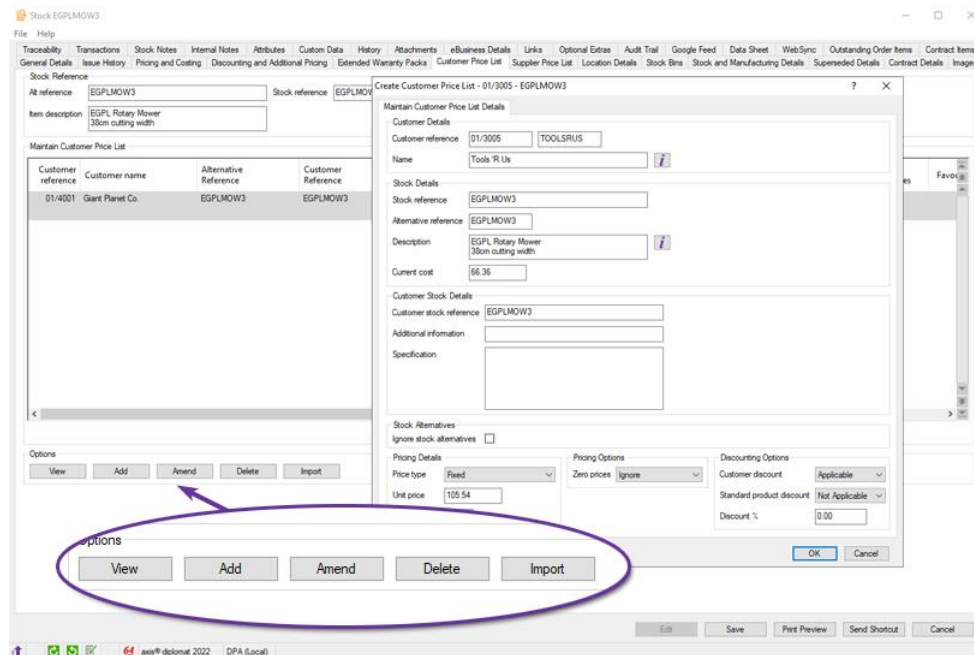 Stock EGPLMOW3
File Help
Traceability Transactions Stock Notes Internal Notes Attributes Custom Data History Attachments eBusiness Details Links Optional Extras Audit Trail Google Feed Data Sheet WebSync Outstanding Order Items Contract Items
General Details Issue History Pricing and Costing Discounting and Additional Pricing Extended Warranty Packs Customer Price List Supplier Price List Location Details Stock Bins Stock and Manufacturing Details Superseded Details Contract Details Image
Stock Reference
Alt reference EGPLMOW3 Stock reference EGPLMOW
Item description EGPL Rotary Mower
38cm cutting width
Maintain Customer Price List
Customer reference Customer name Alternative Reference Customer Reference
01/4001 Giant Planet Co. EGPLMOW3 EGPLMOW3
es Favou
Options
View Add Amend Delete Import
Create Customer Price List - 01/3005 - EGPLMOW3 ?
Maintain Customer Price List Details
Customer Details
Customer reference 01/3005 TOOLSRUS
Name Tools 'R Us i
Stock Details
Stock reference EGPLMOW3
Alternative reference EGPLMOW3
Description EGPL Rotary Mower i
38cm cutting width
Current cost 66.36
Customer Stock Details
Customer stock reference EGPLMOW3
Additional information
Specification
Stock Alternatives
Ignore stock alternatives
Pricing Details Pricing Options Discounting Options
Price type Fixed Zero prices Ignore Customer discount Applicable
Unit price 105.54 Standard product discount Not Applicable
Discount % 0.00
OK Cancel
Options
View Add Amend Delete Import
Edit Save Print Preview Send Shortcut Cancel
64 axis® diplomat 2022 DPA (Local)